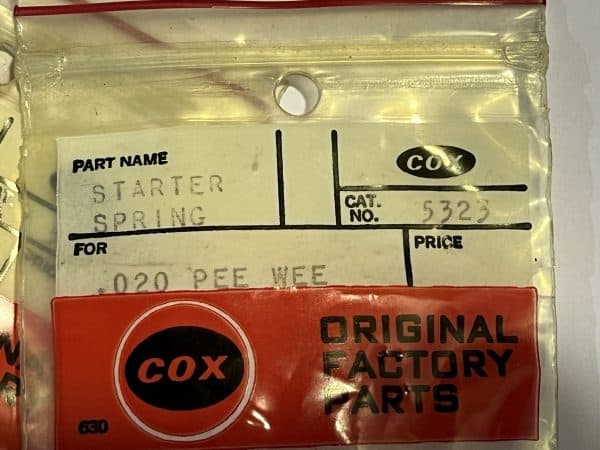 PART NAME
STARTER
SPRING
COX
CAT.
NO.
5323
FOR
.020 PEE WEE
PRICE
COX
630
ORIGINAL
FACTORY
PARTS